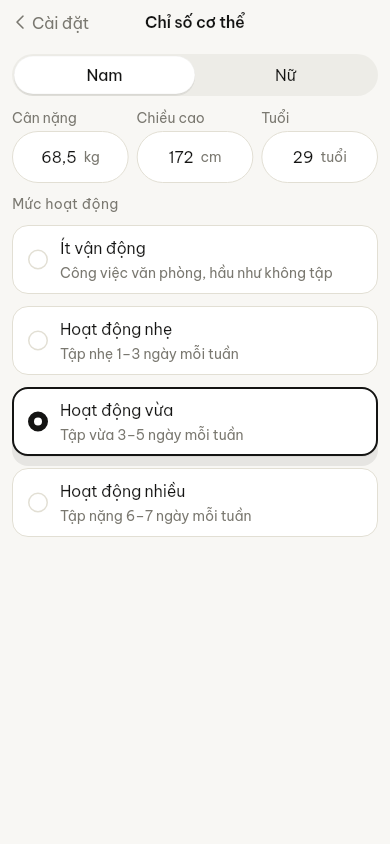 Cài đặt
Chỉ số cơ thể
Nam
Nữ
Cân nặng
Chiều cao
Tuổi
68,5 kg
172 cm
29 tuổi
Mức hoạt động
Ít vận động
Công việc văn phòng, hầu như không tập
Hoạt động nhẹ
Tập nhẹ 1–3 ngày mỗi tuần
Hoạt động vừa
Tập vừa 3–5 ngày mỗi tuần
Hoạt động nhiều
Tập nặng 6–7 ngày mỗi tuần